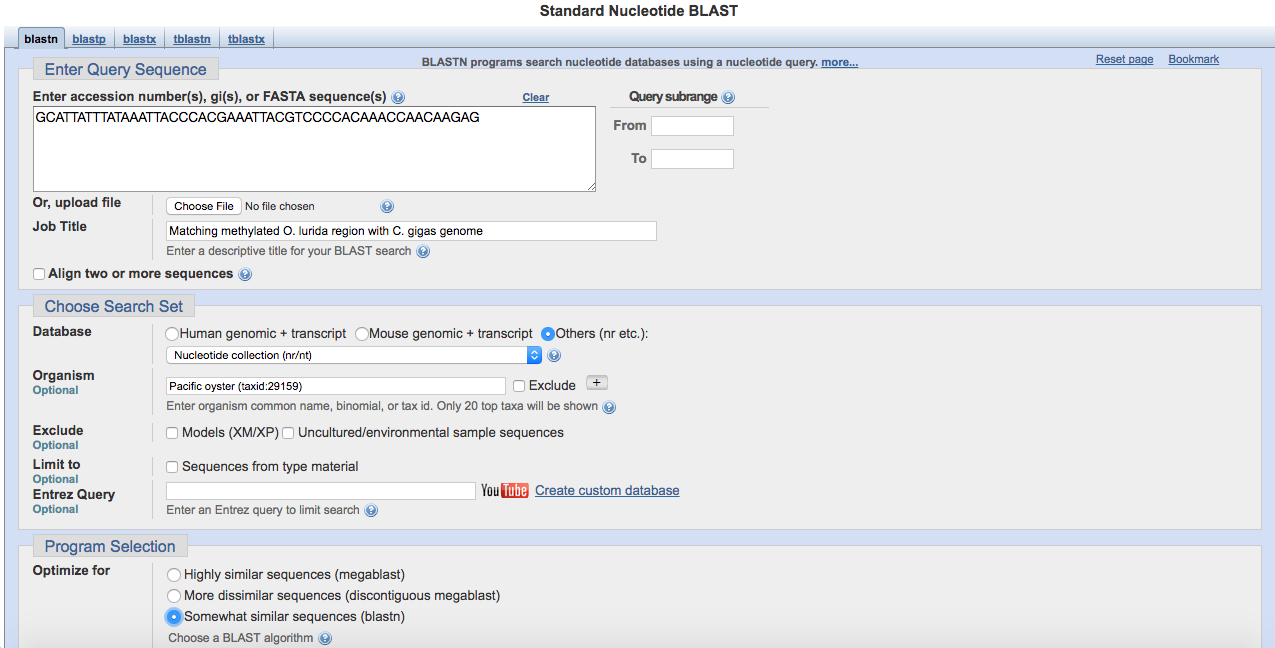 Standard Nucleotide BLAST
blastn blastp blastx tblastn tblastx
Enter Query Sequence
BLASTN programs search nucleotide databases using a nucleotide query. more...
Reset page Bookmark
Enter accession number(s), gi(s), or FASTA sequence(s)
Clear
Query subrange
GCATTATTTATAAATTACCCACGAAATTACGTCCCCACAAACCAACAAGAG
From
To
Or, upload file
Choose File No file chosen
Job Title
Matching methylated O. lurida region with C. gigas genome
Enter a descriptive title for your BLAST search
Align two or more sequences
Choose Search Set
Database
Human genomic + transcript Mouse genomic + transcript Others (nr etc.):
Nucleotide collection (nr/nt)
Organism
Optional
Pacific oyster (taxid:29159)
Exclude +
Enter organism common name, binomial, or tax id. Only 20 top taxa will be shown
Exclude
Optional
Models (XM/XP) Uncultured/environmental sample sequences
Limit to
Optional
Sequences from type material
Entrez Query
Optional
YouTube Create custom database
Enter an Entrez query to limit search
Program Selection
Optimize for
Highly similar sequences (megablast)
More dissimilar sequences (discontiguous megablast)
Somewhat similar sequences (blastn)
Choose a BLAST algorithm